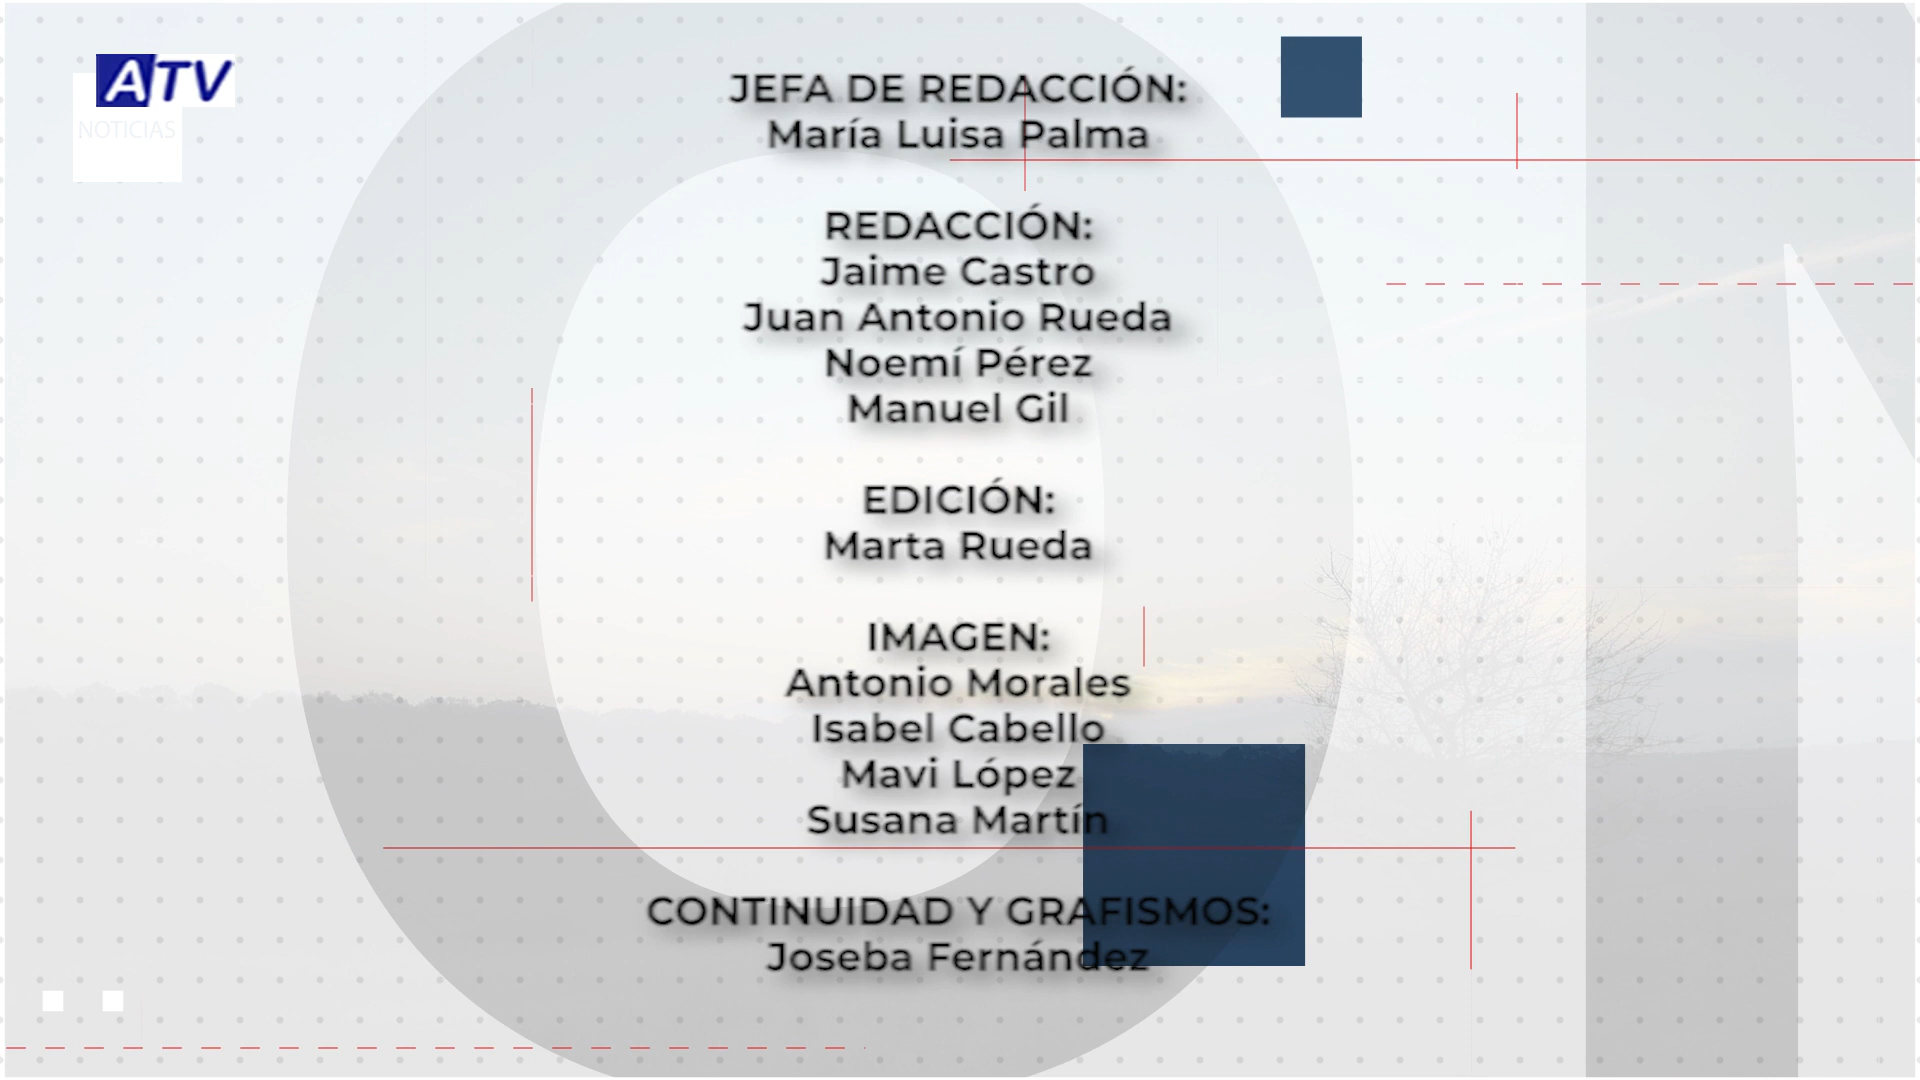 ATV
NOTICIAS
JEFA DE REDACCIÓN:
María Luisa Palma
REDACCIÓN:
Jaime Castro
Juan Antonio Rueda
Noemí Pérez
Manuel Gil
EDICIÓN:
Marta Rueda
IMAGEN:
Antonio Morales
Isabel Cabello
Mavi López
Susana Martín
CONTINUIDAD Y GRAFISMOS:
Joseba Fernández